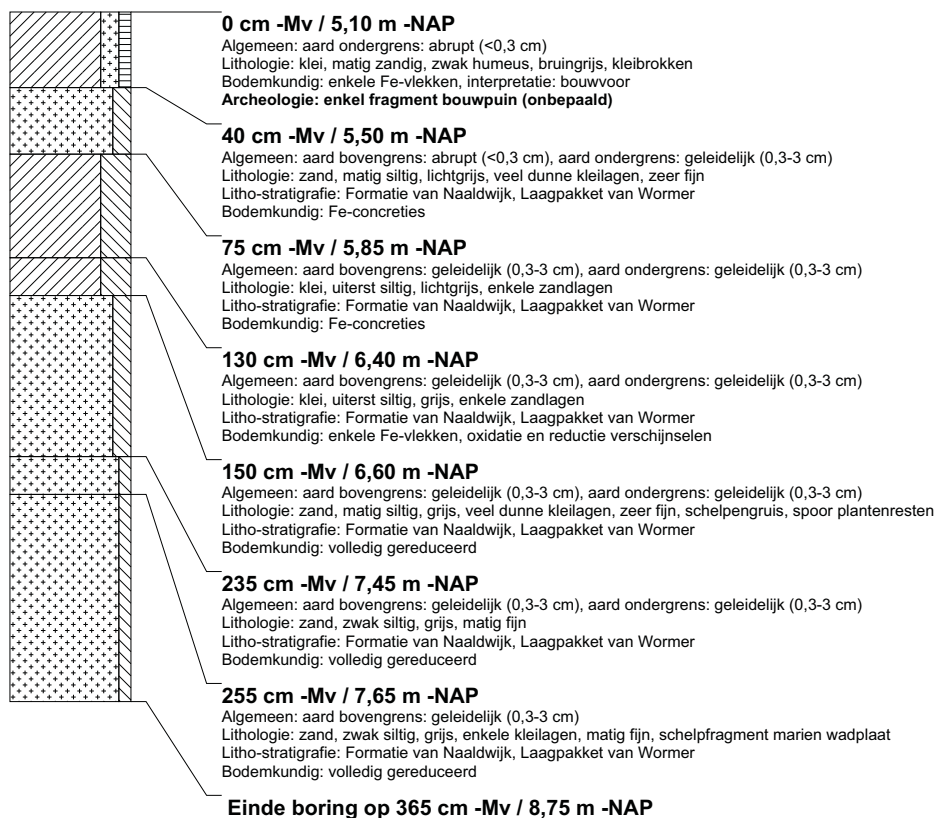 0 cm -Mv / 5,10 m -NAP
Algemeen: aard ondergrens: abrupt (<0,3 cm)
Lithologie: klei, matig zandig, zwak humeus, bruingrijs, kleibrokken
Bodemkundig: enkele Fe-vlekken, interpretatie: bouwvoor
Archeologie: enkel fragment bouwpuin (onbepaald)
40 cm -Mv / 5,50 m -NAP
Algemeen: aard bovengrens: abrupt (<0,3 cm), aard ondergrens: geleidelijk (0,3-3 cm)
Lithologie: zand, matig siltig, lichtgrijs, veel dunne kleilagen, zeer fijn
Litho-stratigrafie: Formatie van Naaldwijk, Laagpakket van Wormer
Bodemkundig: Fe-concreties
75 cm -Mv / 5,85 m -NAP
Algemeen: aard bovengrens: geleidelijk (0,3-3 cm), aard ondergrens: geleidelijk (0,3-3 cm)
Lithologie: klei, uiterst siltig, lichtgrijs, enkele zandlagen
Litho-stratigrafie: Formatie van Naaldwijk, Laagpakket van Wormer
Bodemkundig: Fe-concreties
130 cm -Mv / 6,40 m -NAP
Algemeen: aard bovengrens: geleidelijk (0,3-3 cm), aard ondergrens: geleidelijk (0,3-3 cm)
Lithologie: klei, uiterst siltig, grijs, enkele zandlagen
Litho-stratigrafie: Formatie van Naaldwijk, Laagpakket van Wormer
Bodemkundig: enkele Fe-vlekken, oxidatie en reductie verschijnselen
150 cm -Mv / 6,60 m -NAP
Algemeen: aard bovengrens: geleidelijk (0,3-3 cm), aard ondergrens: geleidelijk (0,3-3 cm)
Lithologie: zand, matig siltig, grijs, veel dunne kleilagen, zeer fijn, schelpengruis, spoor plantenresten
Litho-stratigrafie: Formatie van Naaldwijk, Laagpakket van Wormer
Bodemkundig: volledig gereduceerd
235 cm -Mv / 7,45 m -NAP
Algemeen: aard bovengrens: geleidelijk (0,3-3 cm), aard ondergrens: geleidelijk (0,3-3 cm)
Lithologie: zand, zwak siltig, grijs, matig fijn
Litho-stratigrafie: Formatie van Naaldwijk, Laagpakket van Wormer
Bodemkundig: volledig gereduceerd
255 cm -Mv / 7,65 m -NAP
Algemeen: aard bovengrens: geleidelijk (0,3-3 cm)
Lithologie: zand, zwak siltig, grijs, enkele kleilagen, matig fijn, schelpfragment marien wadplaat
Litho-stratigrafie: Formatie van Naaldwijk, Laagpakket van Wormer
Bodemkundig: volledig gereduceerd
Einde boring op 365 cm -Mv / 8,75 m -NAP